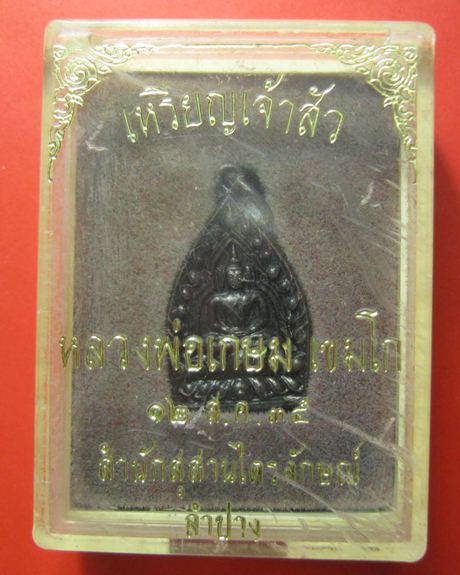 เหรียญเจ้าสัว
หลวงพ่อเกษม เขมโก
๑๒ ส.ค.๓๕
สำนักสุสานไตรลักษณ์
ลำปาง